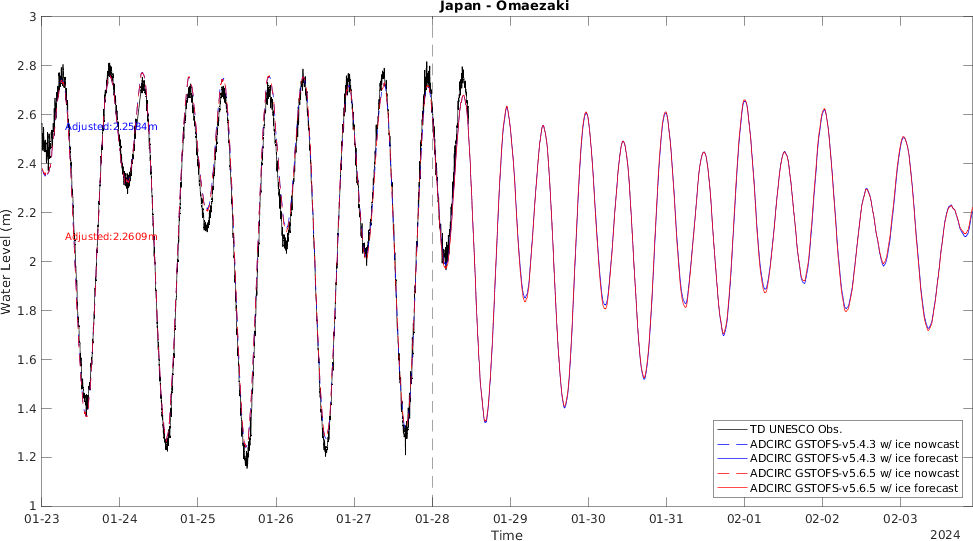 Japan - Omaezaki
3
2.8
2.6
2.4
2.2
2
1.8
1.6
1.4
1.2
1
Water Level (m)
Adjusted:2.2584m
Adjusted:2.2609m
TD UNESCO Obs.
ADCIRC GSTOFS-v5.4.3 w/ ice nowcast
ADCIRC GSTOFS-v5.4.3 w/ ice forecast
ADCIRC GSTOFS-v5.6.5 w/ ice nowcast
ADCIRC GSTOFS-v5.6.5 w/ ice forecast
01-23 01-24 01-25 01-26 01-27 01-28 01-29 01-30 01-31 02-01 02-02 02-03
Time
2024